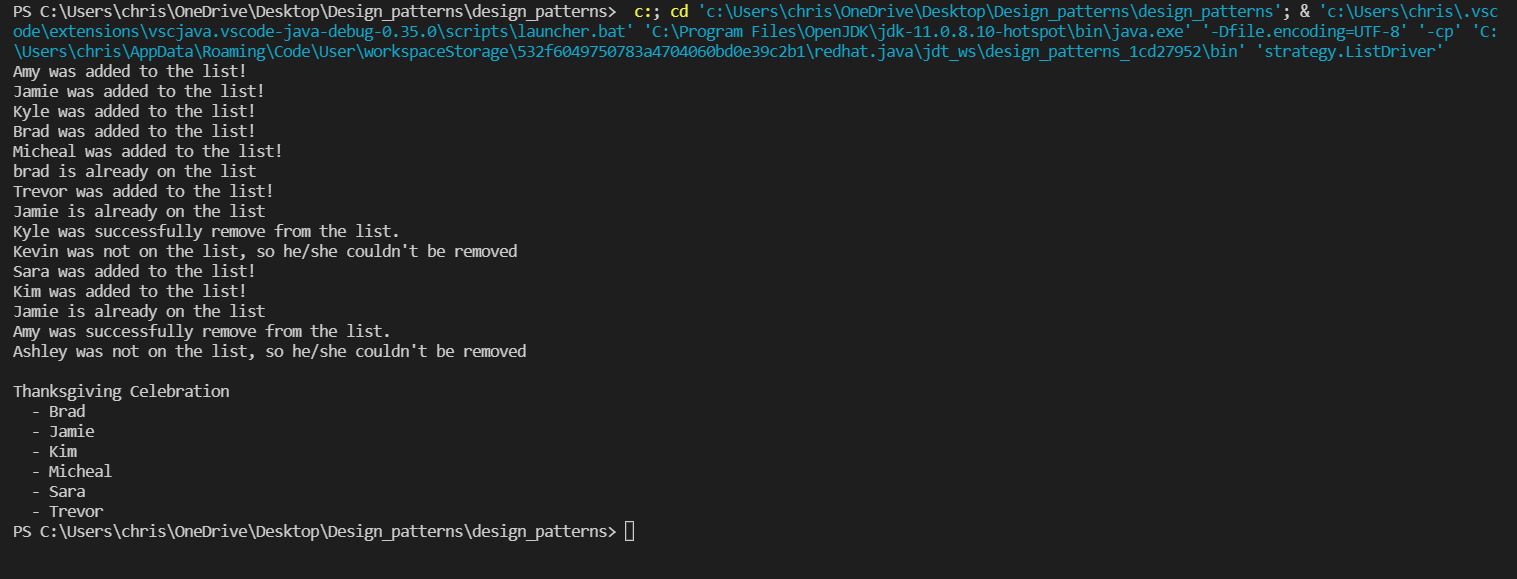 PS C:\Users\chris\OneDrive\Desktop\Design_patterns\design_patterns>  c:; cd 'c:\Users\chris\OneDrive\Desktop\Design_patterns\design_patterns'; & 'c:\Users\chris\.vsc
ode\extensions\vscjava.vscode-java-debug-0.35.0\scripts\launcher.bat' 'C:\Program Files\OpenJDK\jdk-11.0.8.10-hotspot\bin\java.exe' '-Dfile.encoding=UTF-8' '-cp' 'C:
\Users\chris\AppData\Roaming\Code\User\workspaceStorage\532f6049750783a4704060bd0e39c2b1\redhat.java\jdt_ws\design_patterns_1cd27952\bin' 'strategy.ListDriver'
Amy was added to the list!
Jamie was added to the list!
Kyle was added to the list!
Brad was added to the list!
Micheal was added to the list!
brad is already on the list
Trevor was added to the list!
Jamie is already on the list
Kyle was successfully remove from the list.
Kevin was not on the list, so he/she couldn't be removed
Sara was added to the list!
Kim was added to the list!
Jamie is already on the list
Amy was successfully remove from the list.
Ashley was not on the list, so he/she couldn't be removed
Thanksgiving Celebration
  - Brad
  - Jamie
  - Kim
  - Micheal
  - Sara
  - Trevor
PS C:\Users\chris\OneDrive\Desktop\Design_patterns\design_patterns>